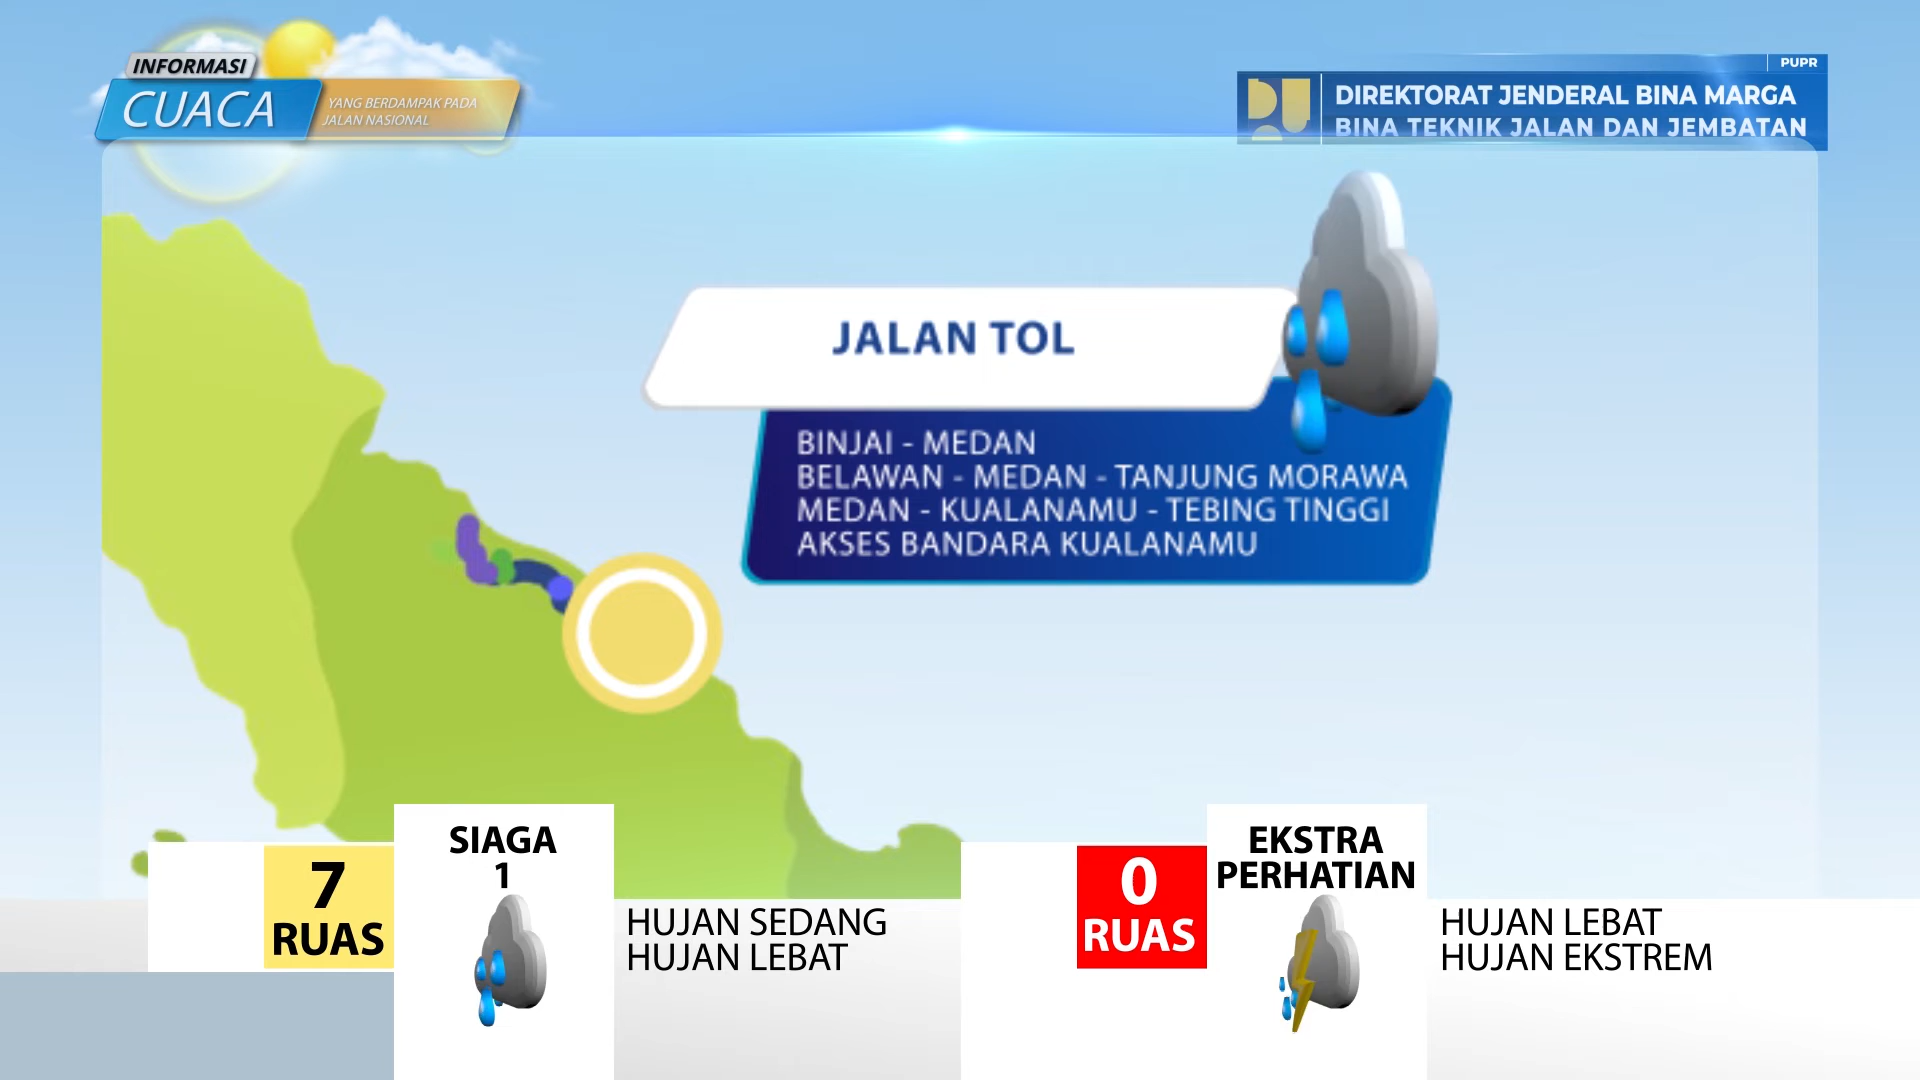 INFORMASI
CUACA
YANG BERDAMPAK PADA
JALAN NASIONAL
PUPR
DIREKTORAT JENDERAL BINA MARGA
BINA TEKNIK JALAN DAN JEMBATAN
JALAN TOL
BINJAI - MEDAN
BELAWAN - MEDAN - TANJUNG MORAWA
MEDAN - KUALANAMU - TEBING TINGGI
AKSES BANDARA KUALANAMU
7
RUAS
SIAGA
1
HUJAN SEDANG
HUJAN LEBAT
0
RUAS
EKSTRA
PERHATIAN
HUJAN LEBAT
HUJAN EKSTREM